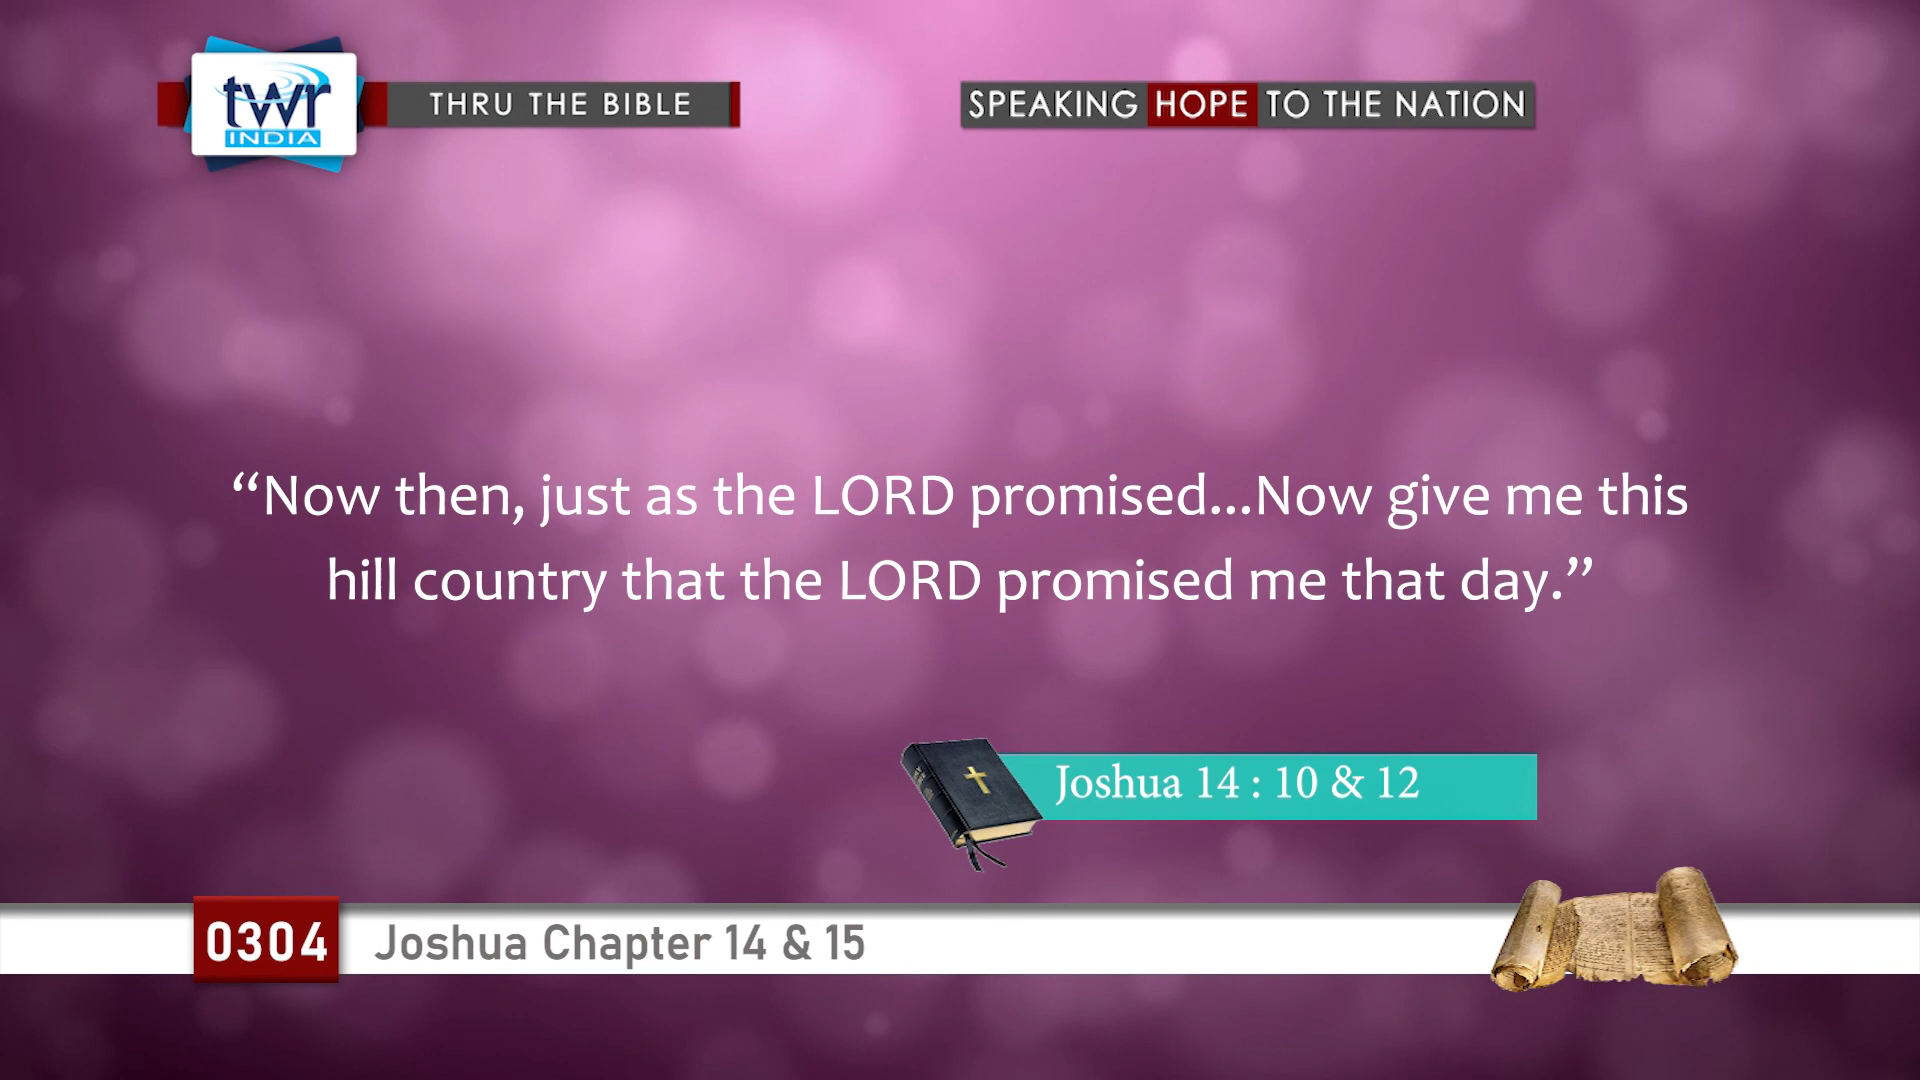 twr
INDIA
THRU THE BIBLE
SPEAKING HOPE TO THE NATION
“Now then, just as the LORD promised...Now give me this
hill country that the LORD promised me that day.”
Joshua 14 : 10 & 12
0304
Joshua Chapter 14 & 15